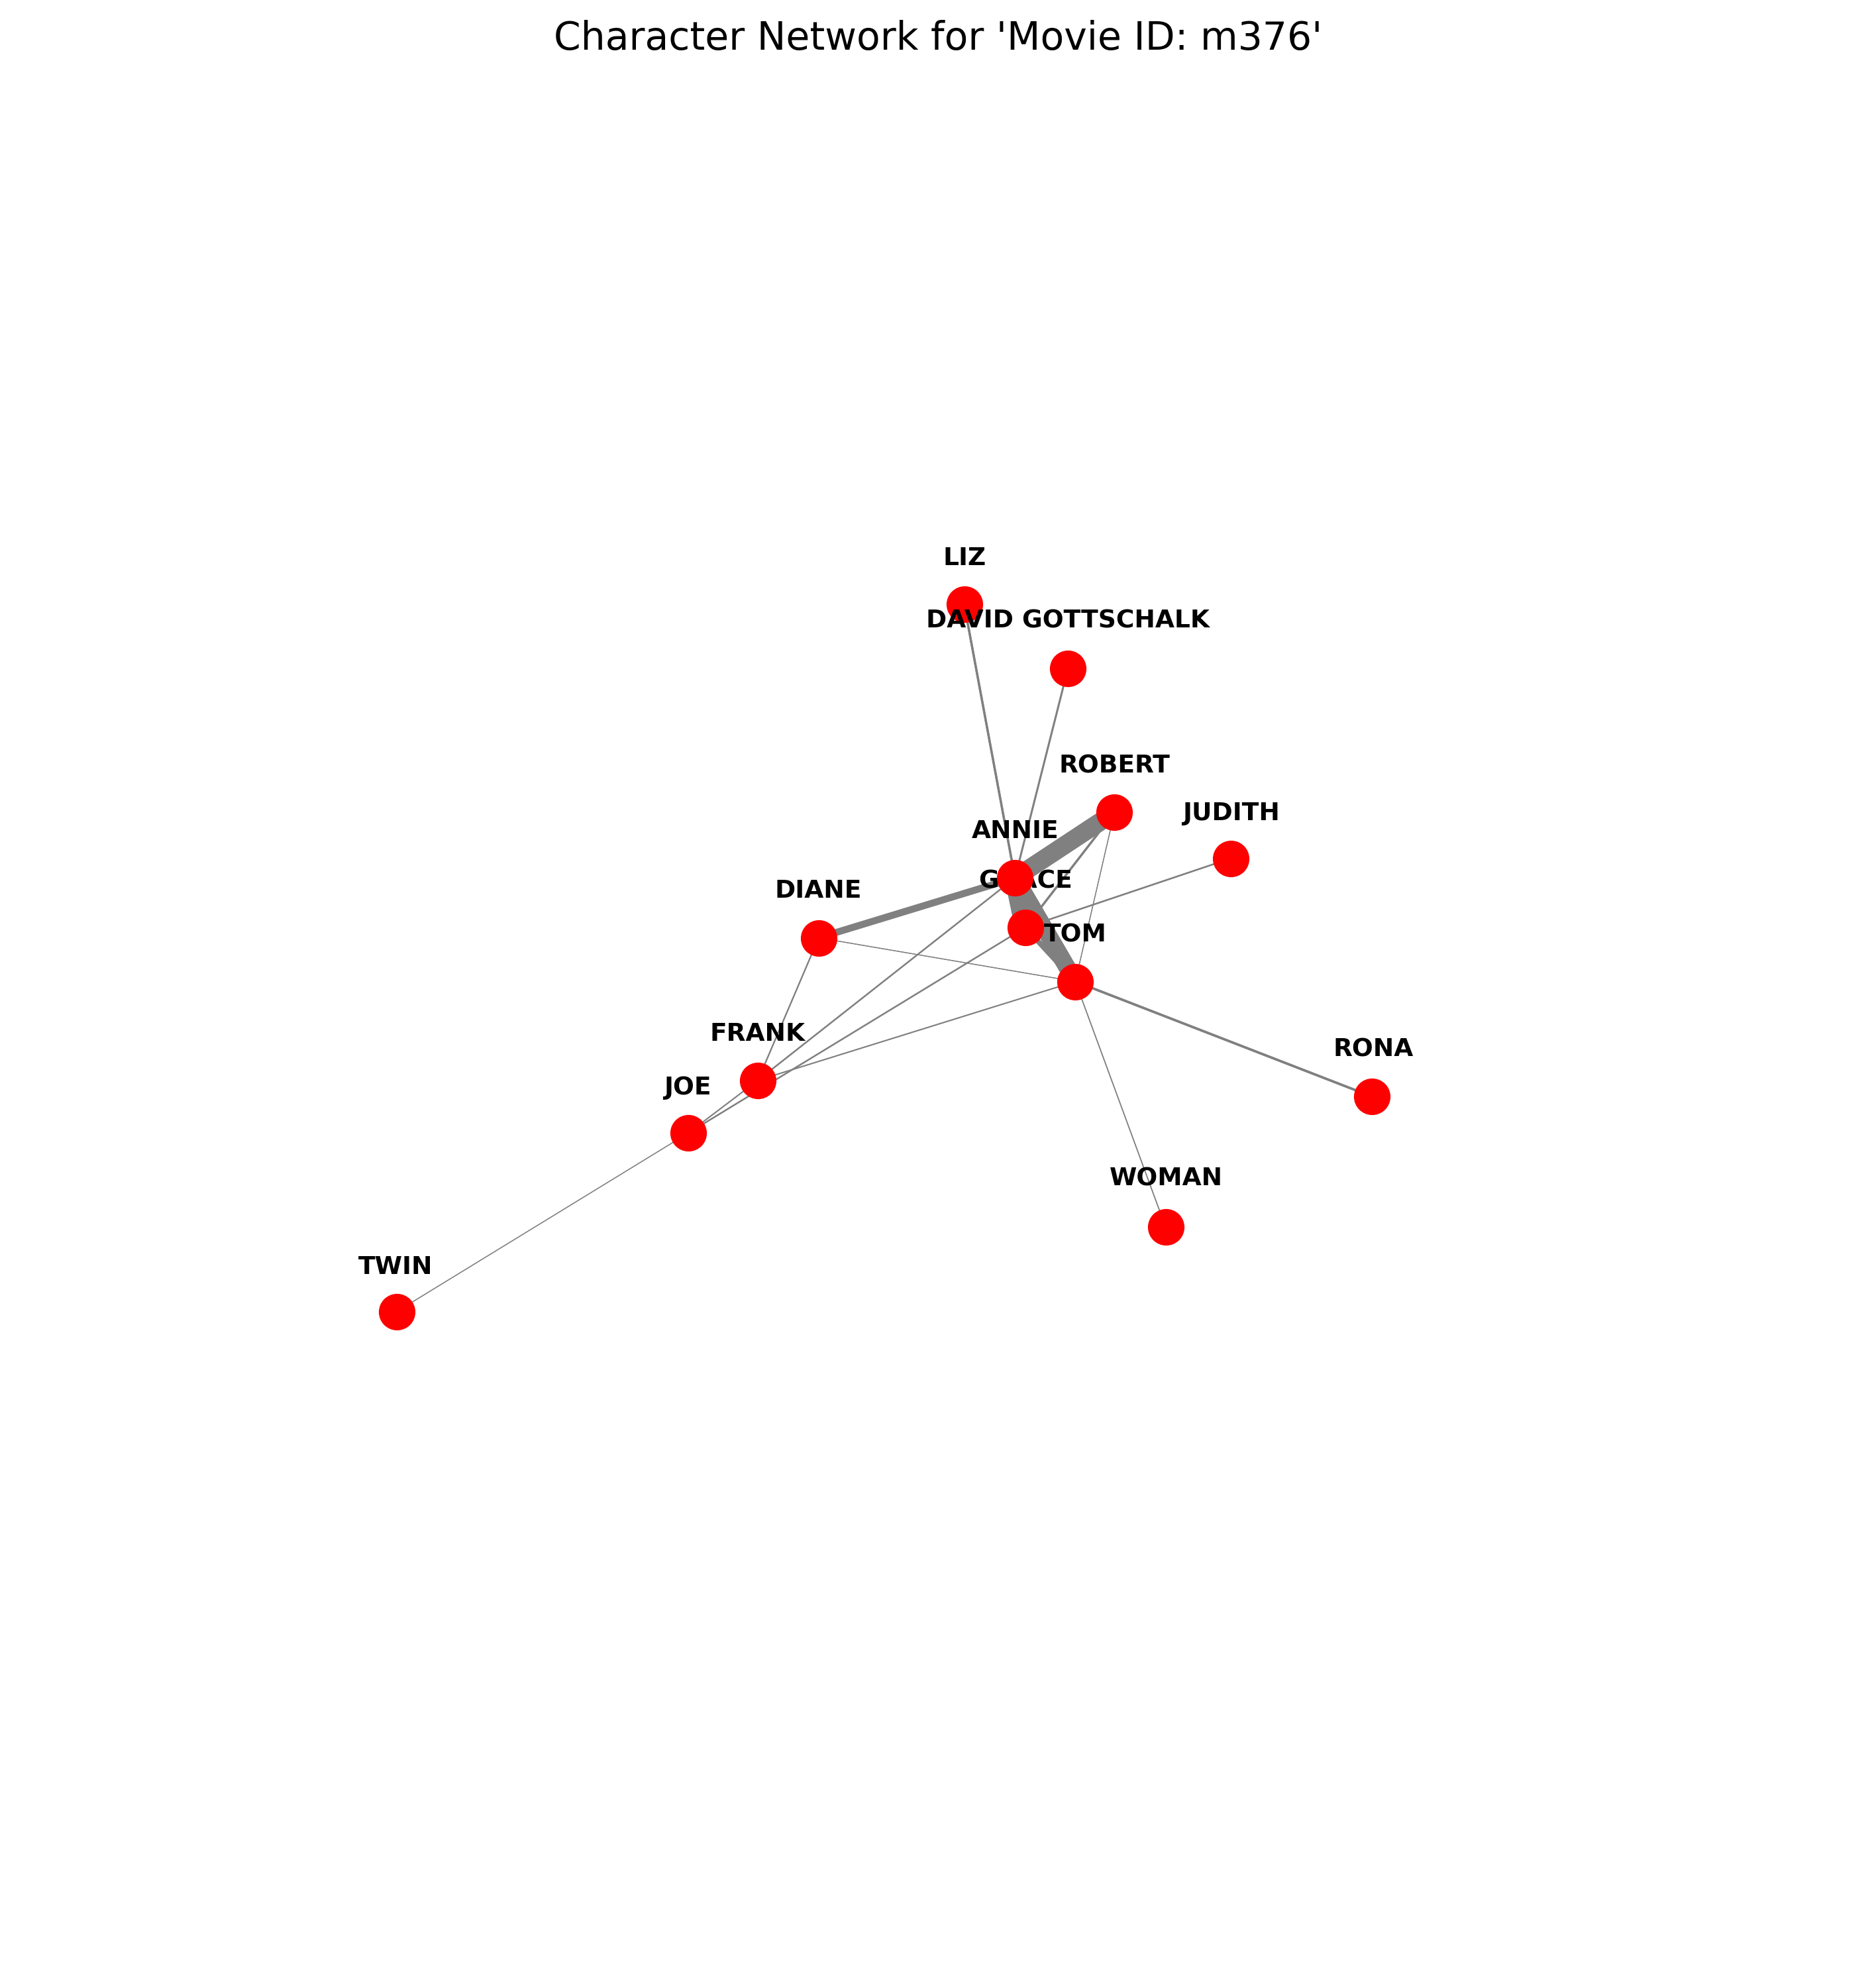 Character Network for 'Movie ID: m376'
LIZ
DAVID GOTTSCHALK
ROBERT
JUDITH
ANNIE
GRACE
DIANE
TOM
FRANK
RONA
JOE
WOMAN
TWIN